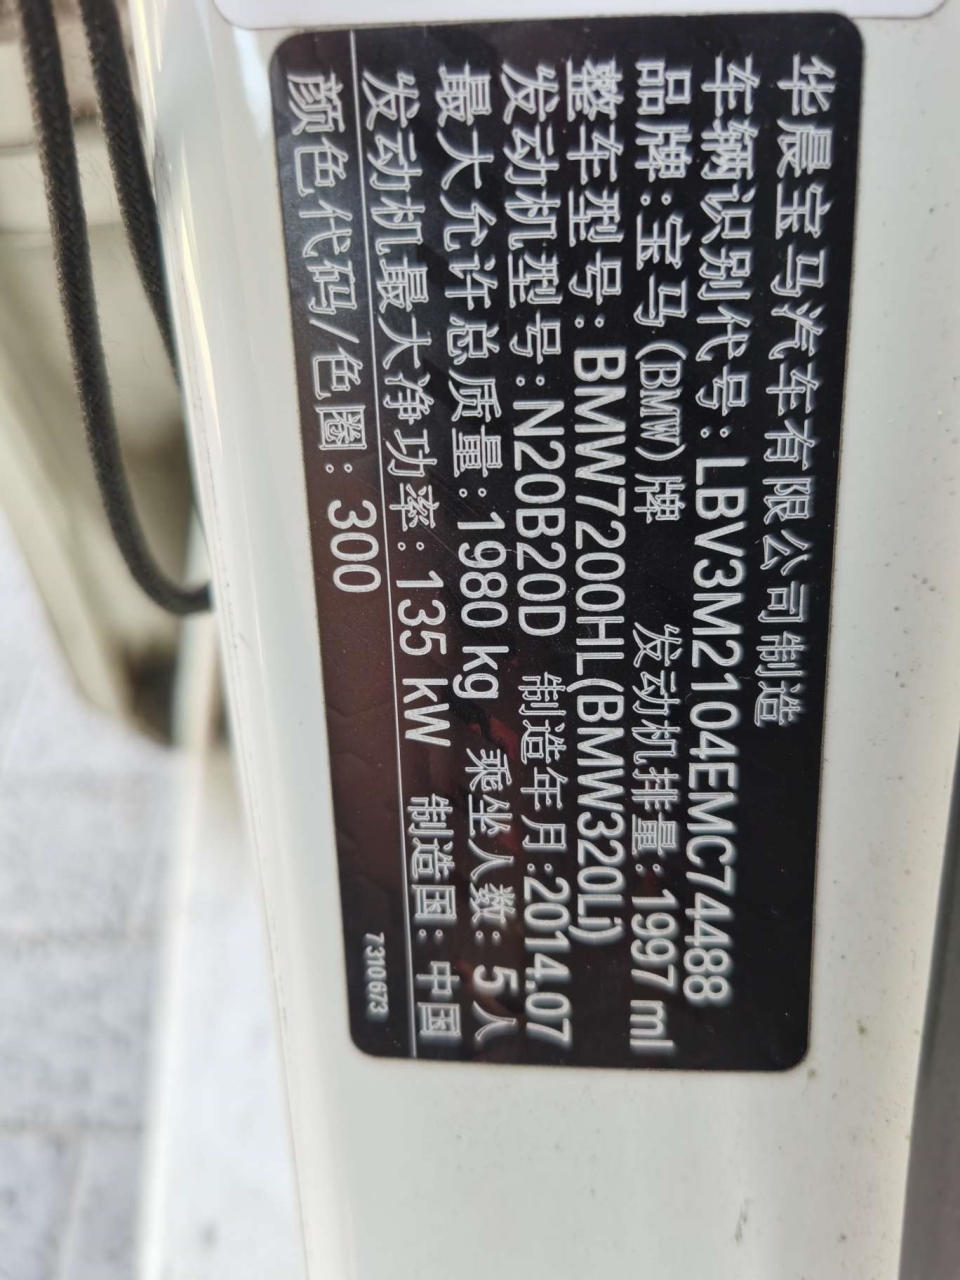 华晨宝马汽车有限公司制造
车辆识别代号:LBV3M2104EMC74488
品牌:宝马(BMW)牌 发动机排量:1997 ml
整车型号:BMW7200HL(BMW320Li)
发动机型号:N20B20D 制造年月:2014.07
最大允许总质量:1980 kg 乘坐人数:5人
发动机最大净功率:135 kW 制造国:中国
颜色代码/色圈:300
7310673